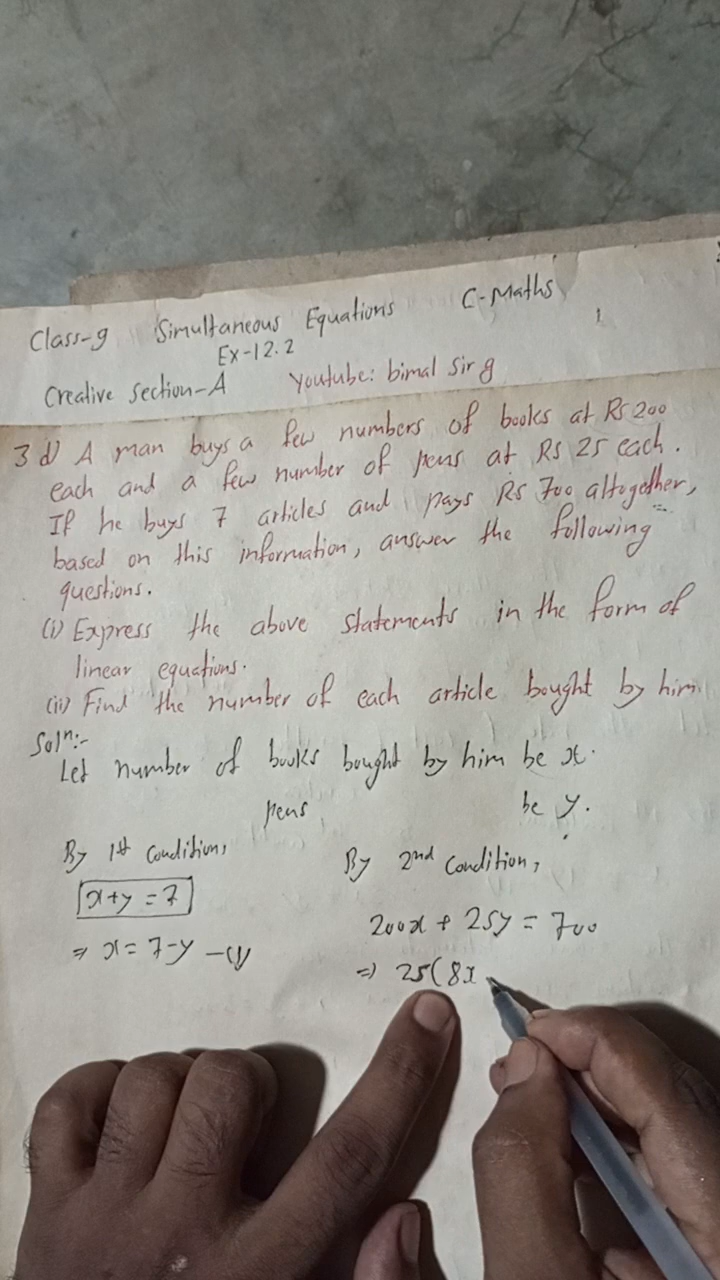 Class-9 Simultaneous Equations C-Maths
Ex-12.2
Creative Section-A Youtube: bimal Sir g
3 d) A man buys a few numbers of books at Rs 200
each and a few number of pens at Rs 25 each.
If he buys 7 articles and pays Rs 700 altogether,
based on this information, answer the following
questions.
(i) Express the above statements in the form of
linear equations.
(ii) Find the number of each article bought by him.
Solⁿ:-
Let number of books bought by him be x.
pens be y.
By 1st Condition, By 2nd Condition,
x+y = 7
200x + 25y = 700
⇒ x = 7-y -(1)
⇒ 25(8x